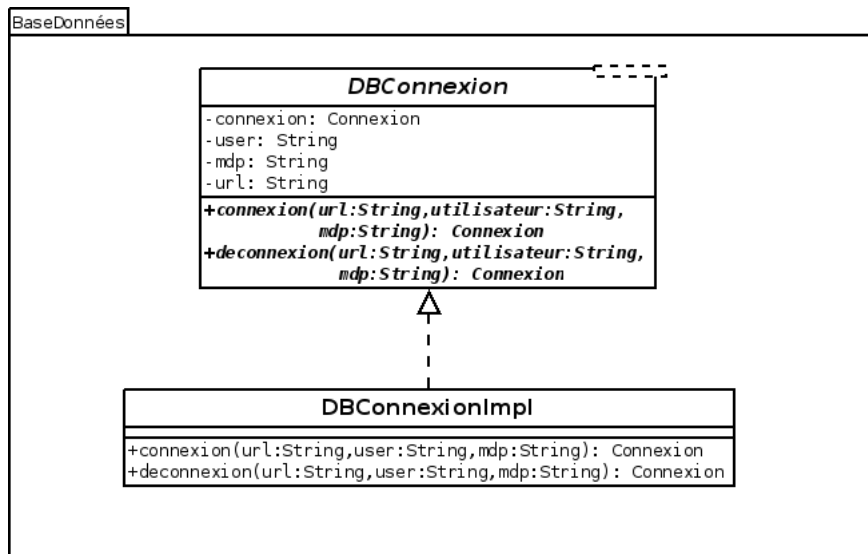 BaseDonnées
DBConnexion
-connexion: Connexion
-user: String
-mdp: String
-url: String
+connexion(url:String,utilisateur:String,
mdp:String): Connexion
+deconnexion(url:String,utilisateur:String,
mdp:String): Connexion
DBConnexionImpl
+connexion(url:String,user:String,mdp:String): Connexion
+deconnexion(url:String,user:String,mdp:String): Connexion